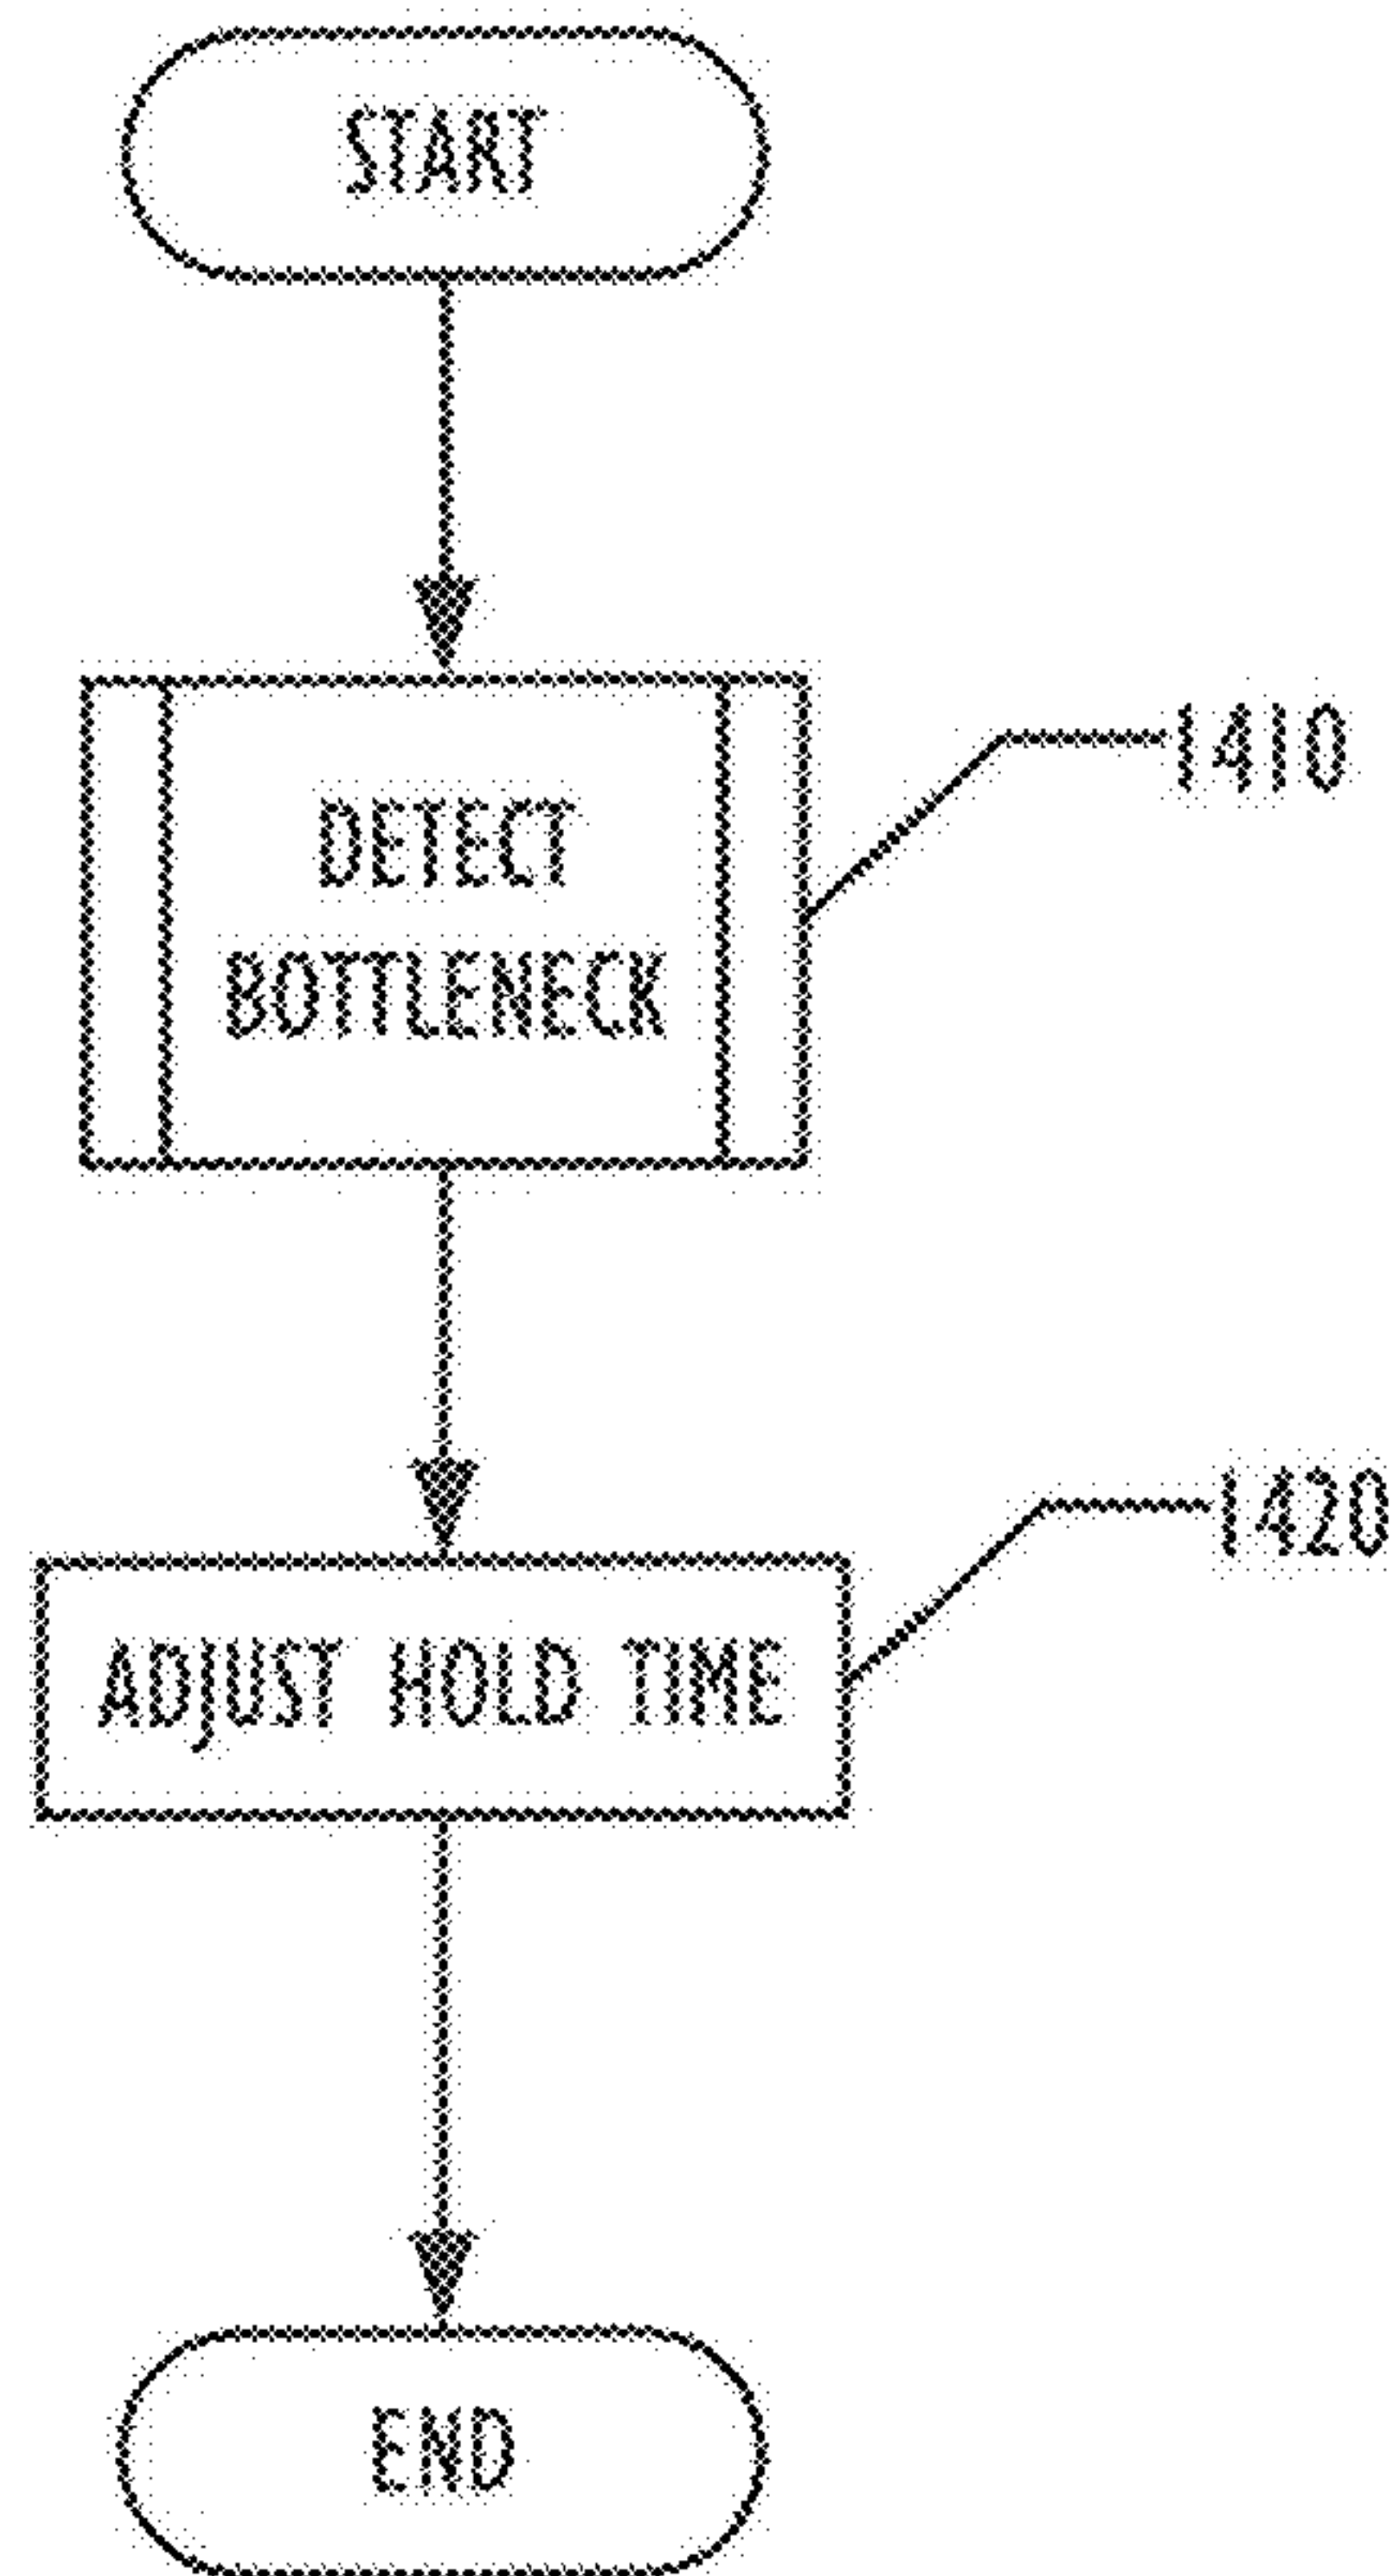 START
1410
DETECT
BOTTLENECK
1420
ADJUST HOLD TIME
END